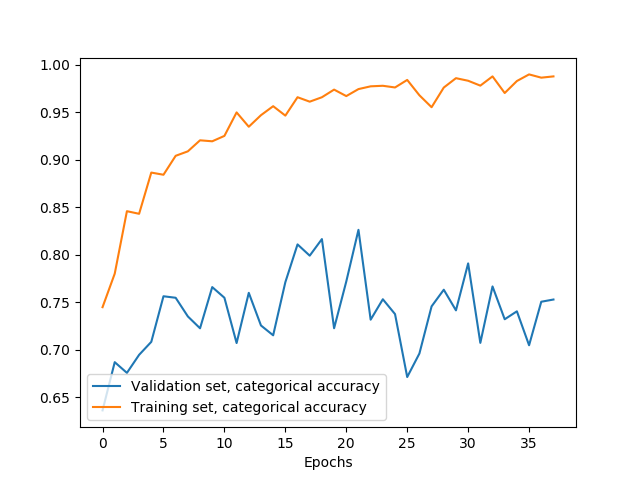 1.00
0.95
0.90
0.85
0.80
0.75
0.70
0.65
Validation set, categorical accuracy
Training set, categorical accuracy
0 5 10 15 20 25 30 35
Epochs